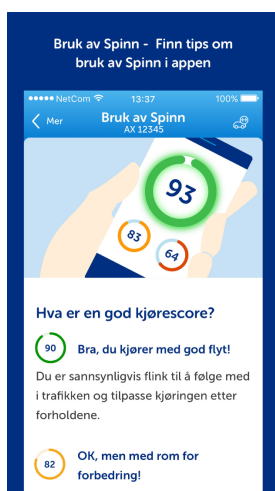 Bruk av Spinn - Finn tips om
bruk av Spinn i appen
NetCom 13:37 100%
Mer Bruk av Spinn
AX 12345
93
83
64
Hva er en god kjørescore?
90 Bra, du kjører med god flyt!
Du er sannsynligvis flink til å følge med
i trafikken og tilpasse kjøringen etter
forholdene.
82 OK, men med rom for
forbedring!